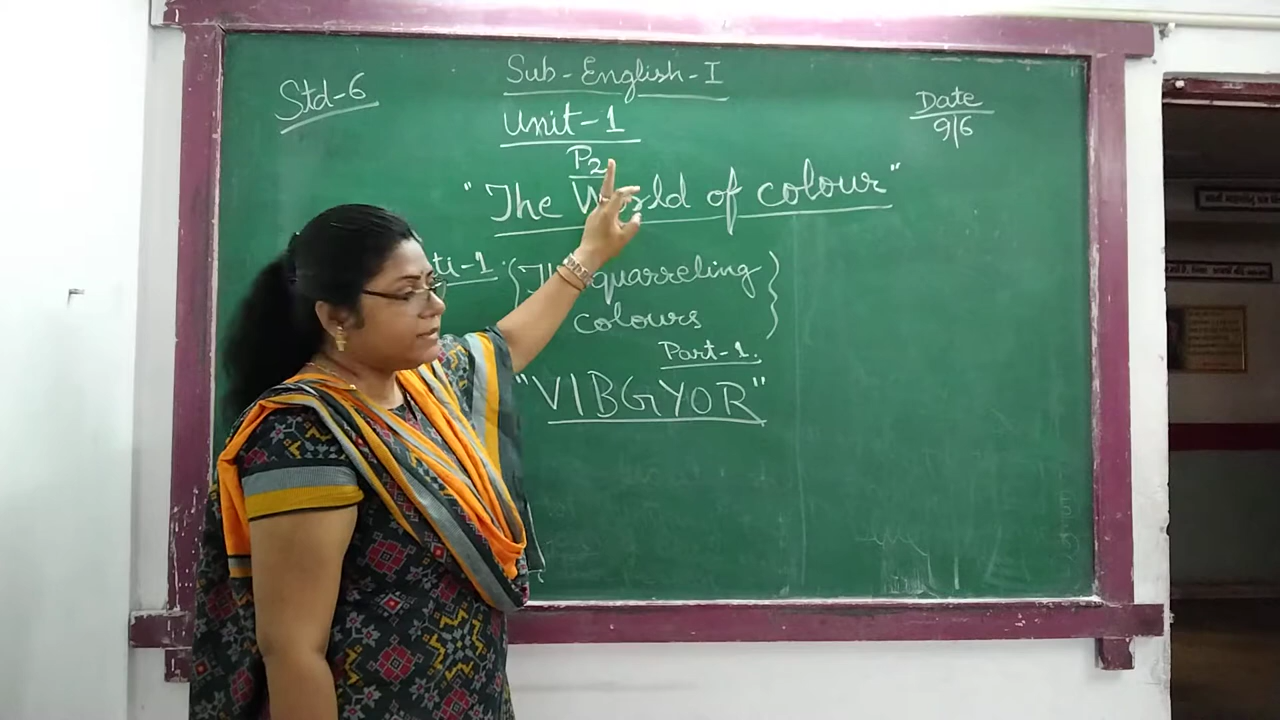 Std-6
Sub-English-I
Date
9/6
Unit-1
P2
"The World of colour"
ti-1 (The quarreling
colours)
Part-1.
"VIBGYOR"